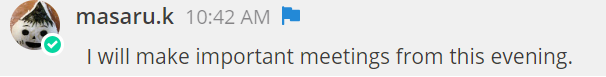 masaru.k 10:42 AM
I will make important meetings from this evening.